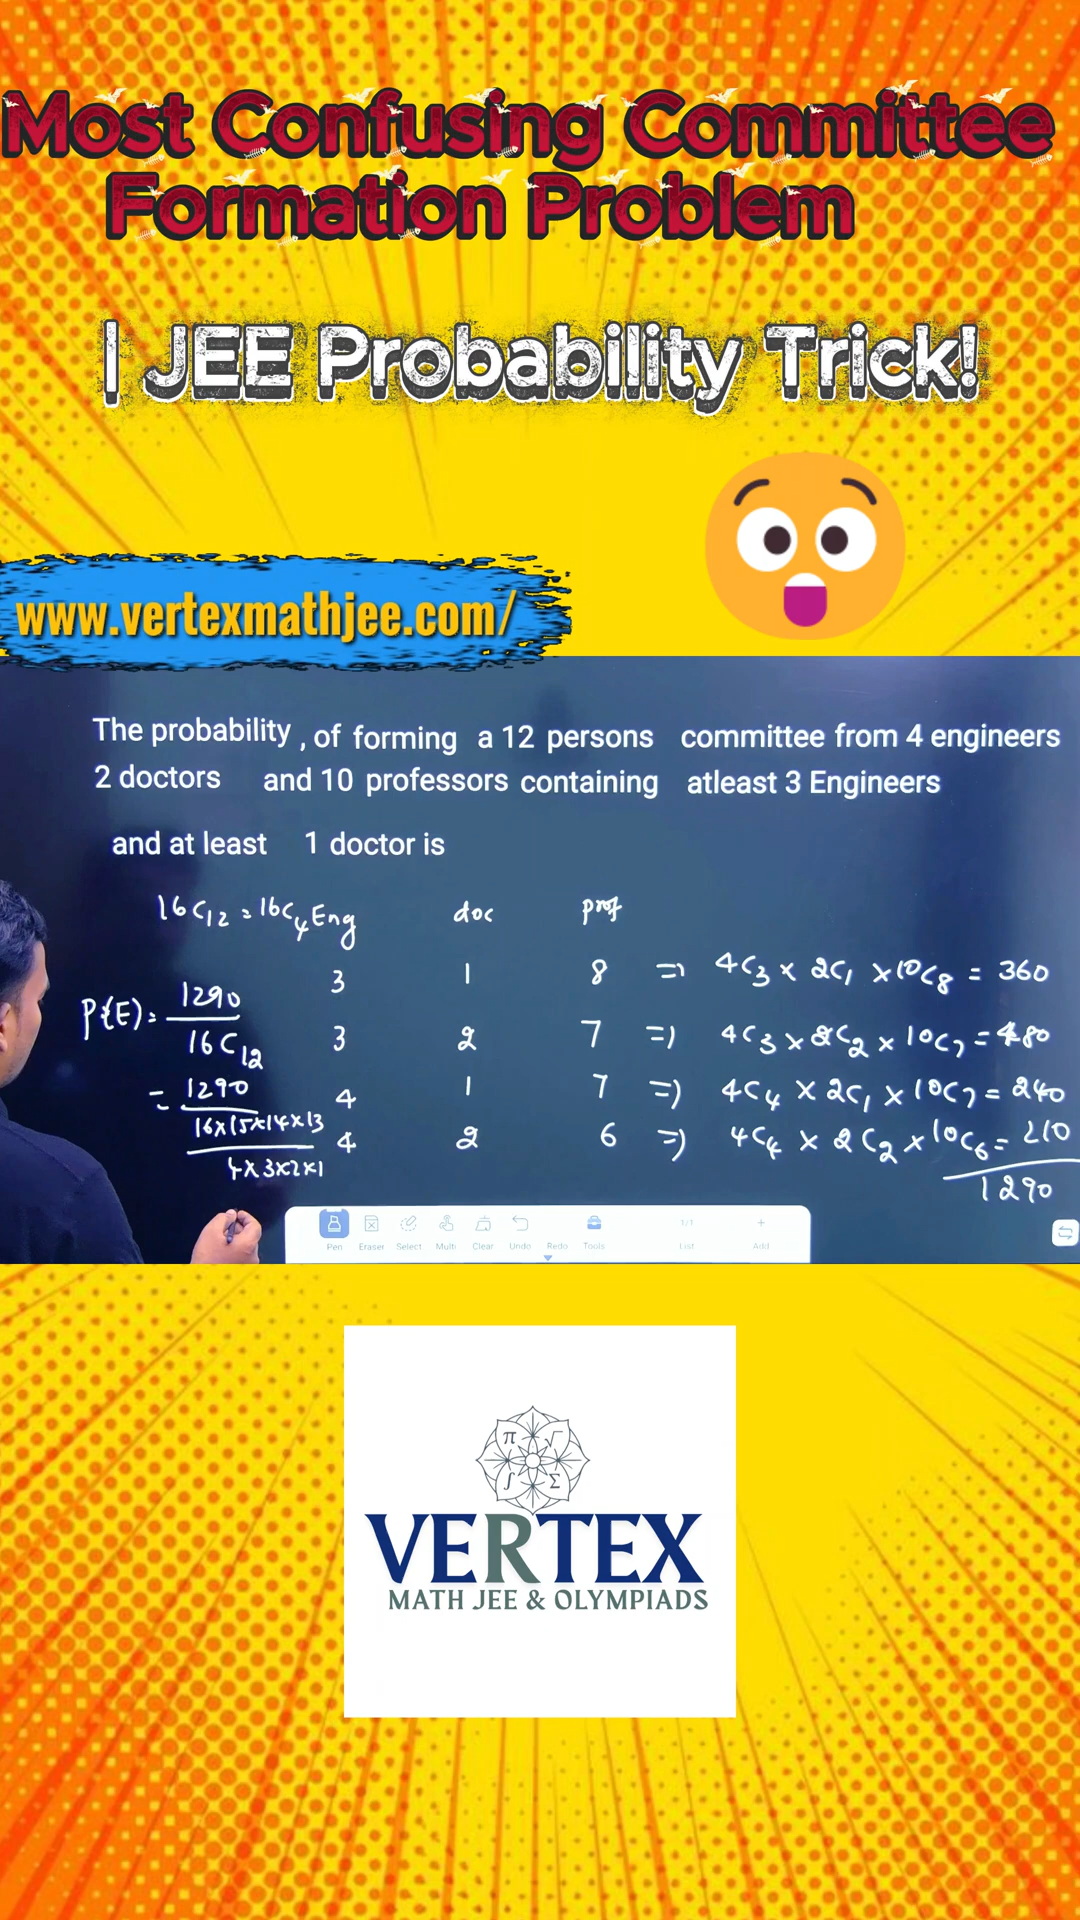 Most Confusing Committee
Formation Problem
| JEE Probability Trick!
www.vertexmathjee.com/
The probability, of forming a 12 persons committee from 4 engineers
2 doctors and 10 professors containing atleast 3 Engineers
and at least 1 doctor is
16C12 = 16C4 Eng doc prof
3 1 8 => 4C3 × 2C1 × 10C8 = 360
P(E) = 1290 / 16C12
3 2 7 => 4C3 × 2C2 × 10C7 = 480
= 1290 / 16×15×14×13 / 4×3×2×1
4 1 7 => 4C4 × 2C1 × 10C7 = 240
4 2 6 => 4C4 × 2C2 × 10C6 = 210
1290
Pen Eraser Select Multi Clear Undo Redo Tools 1/1 List + Add
π √ ∫ Σ
VERTEX
MATH JEE & OLYMPIADS